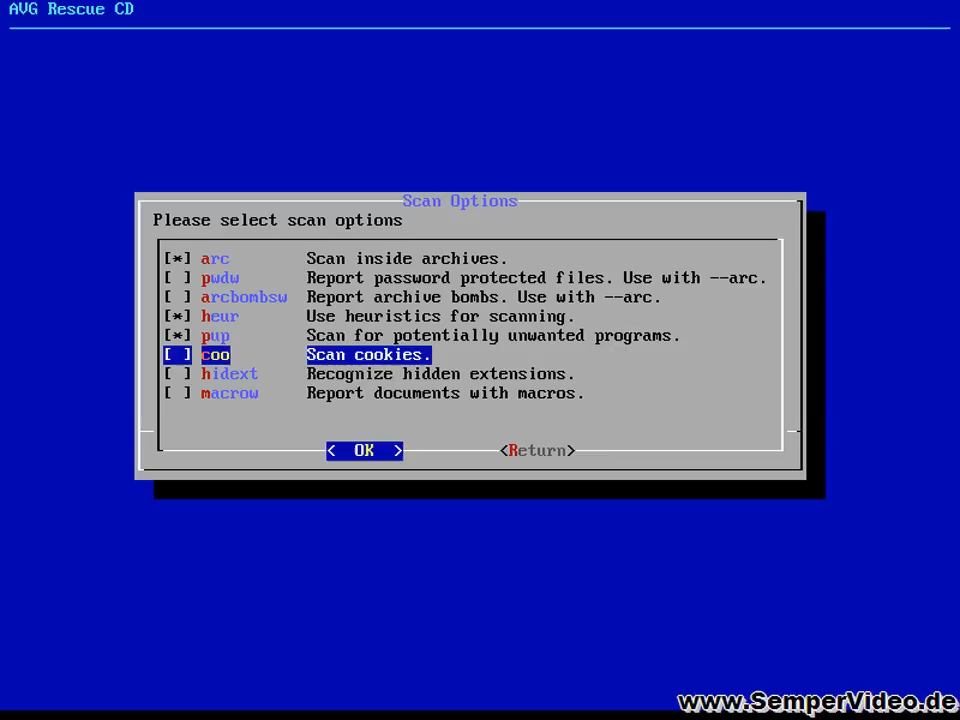 AVG Rescue CD
Scan Options
Please select scan options
[*] arc Scan inside archives.
[ ] pwdw Report password protected files. Use with --arc.
[ ] arcbombsw Report archive bombs. Use with --arc.
[*] heur Use heuristics for scanning.
[*] pup Scan for potentially unwanted programs.
[ ] coo Scan cookies.
[ ] hidext Recognize hidden extensions.
[ ] macrow Report documents with macros.
< OK > <Return>
www.SemperVideo.de